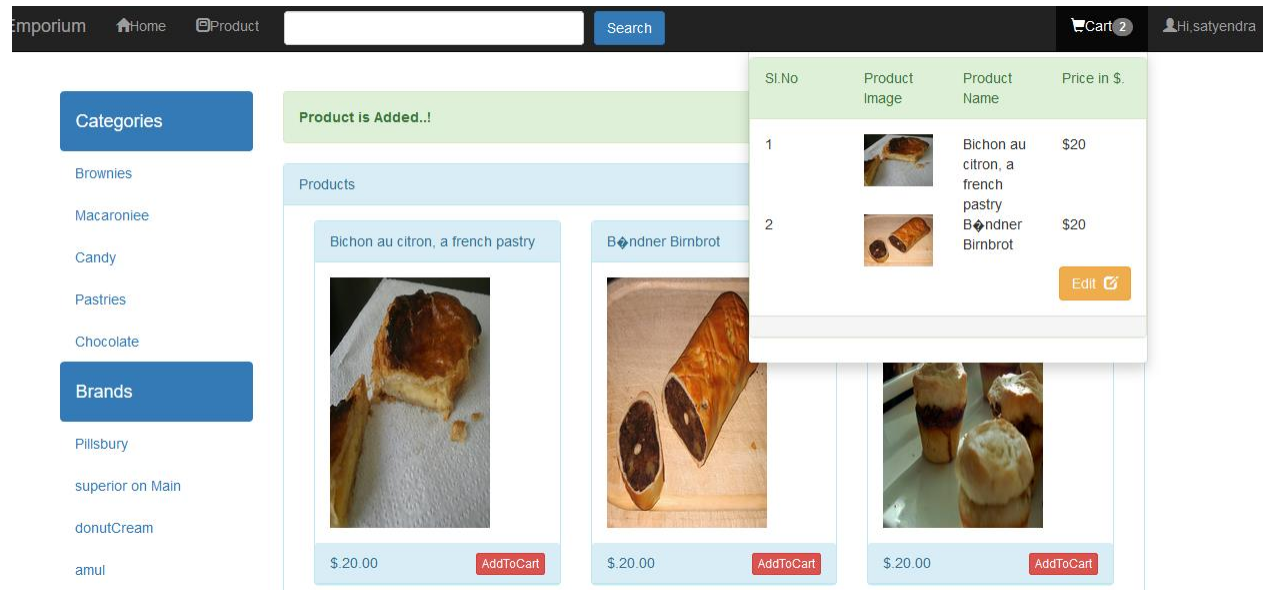 Emporium Home Product Search Cart 2 Hi,satyendra
Categories
Brownies
Macaroniee
Candy
Pastries
Chocolate
Brands
Pillsbury
superior on Main
donutCream
amul
Product is Added..!
Products
Bichon au citron, a french pastry
$.20.00 AddToCart
B�ndner Birnbrot
$.20.00 AddToCart
$.20.00 AddToCart
Sl.No Product Image Product Name Price in $.
1 Bichon au citron, a french pastry $20
2 B�ndner Birnbrot $20
Edit